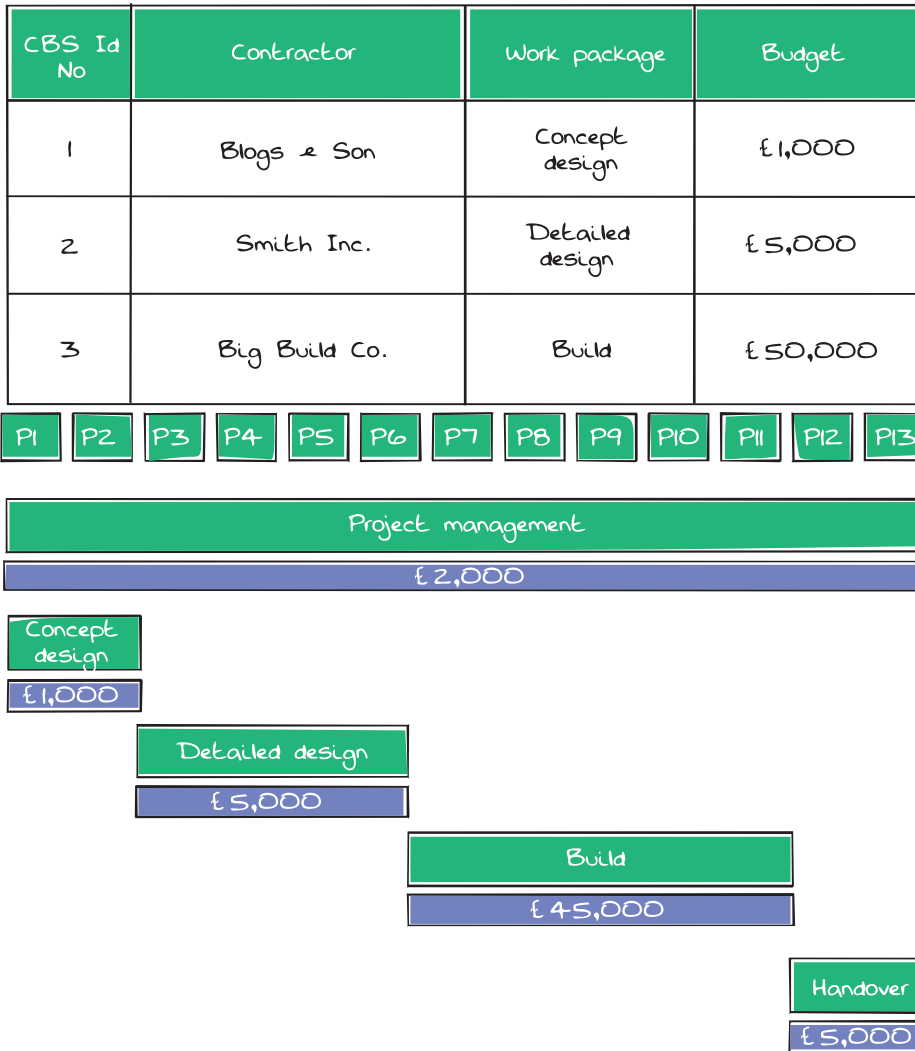 CBS Id No
Contractor
Work package
Budget
1
Blogs & Son
Concept design
£1,000
2
Smith Inc.
Detailed design
£5,000
3
Big Build Co.
Build
£50,000
P1 P2 P3 P4 P5 P6 P7 P8 P9 P10 P11 P12 P13
Project management
£2,000
Concept
design
£1,000
Detailed design
£5,000
Build
£45,000
Handover
£5,000